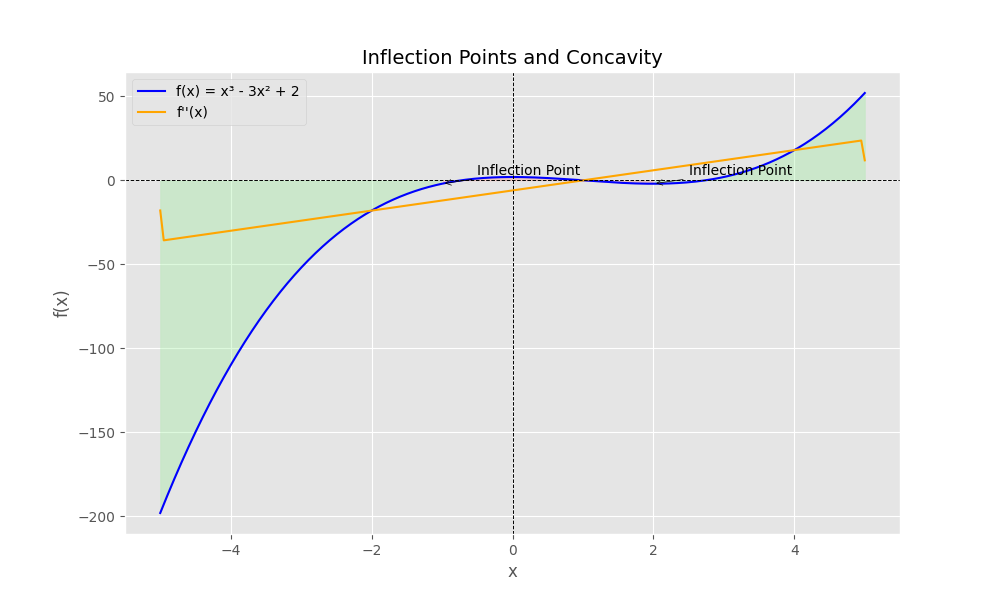 Inflection Points and Concavity
f(x) = x³ - 3x² + 2
f''(x)
Inflection Point
Inflection Point
50
0
−50
−100
−150
−200
f(x)
−4
−2
0
2
4
x